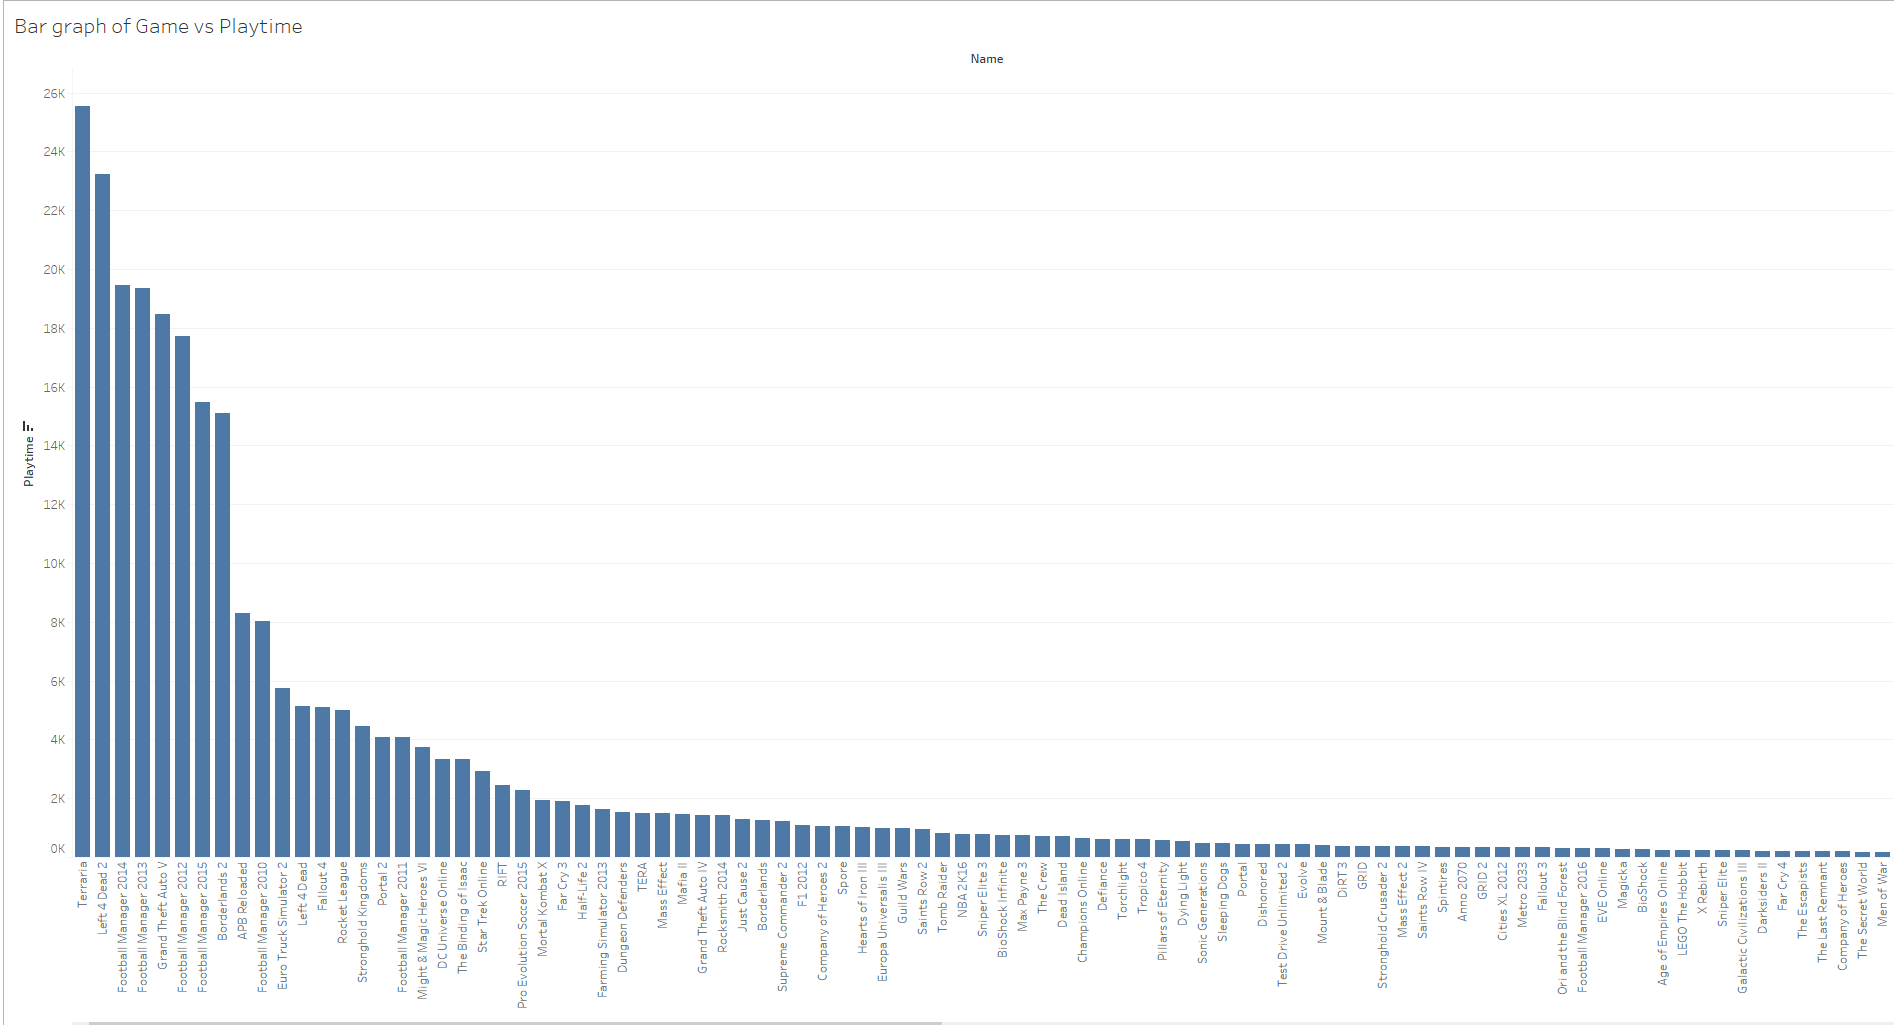 Bar graph of Game vs Playtime
Name
26K
24K
22K
20K
18K
16K
14K
12K
10K
8K
6K
4K
2K
0K
Playtime
Terraria
Left 4 Dead 2
Football Manager 2014
Football Manager 2013
Grand Theft Auto V
Football Manager 2012
Football Manager 2015
Borderlands 2
APB Reloaded
Football Manager 2010
Euro Truck Simulator 2
Left 4 Dead
Fallout 4
Rocket League
Stronghold Kingdoms
Portal 2
Football Manager 2011
Might & Magic Heroes VI
DC Universe Online
The Binding of Isaac
Star Trek Online
RIFT
Pro Evolution Soccer 2015
Mortal Kombat X
Far Cry 3
Half-Life 2
Farming Simulator 2013
Dungeon Defenders
TERA
Mass Effect
Mafia II
Grand Theft Auto IV
Rocksmith 2014
Just Cause 2
Borderlands
Supreme Commander 2
F1 2012
Company of Heroes 2
Spore
Hearts of Iron III
Europa Universalis III
Guild Wars
Saints Row 2
Tomb Raider
NBA 2K16
Sniper Elite 3
BioShock Infinite
Max Payne 3
The Crew
Dead Island
Champions Online
Defiance
Torchlight
Tropico 4
Pillars of Eternity
Dying Light
Sonic Generations
Sleeping Dogs
Portal
Dishonored
Test Drive Unlimited 2
Evolve
Mount & Blade
DiRT 3
GRID
Stronghold Crusader 2
Mass Effect 2
Saints Row IV
Spintires
Anno 2070
GRID 2
Cities XL 2012
Metro 2033
Fallout 3
Ori and the Blind Forest
Football Manager 2016
EVE Online
Magicka
BioShock
Age of Empires Online
LEGO The Hobbit
X Rebirth
Sniper Elite
Galactic Civilizations III
Darksiders II
Far Cry 4
The Escapists
The Last Remnant
Company of Heroes
The Secret World
Men of War